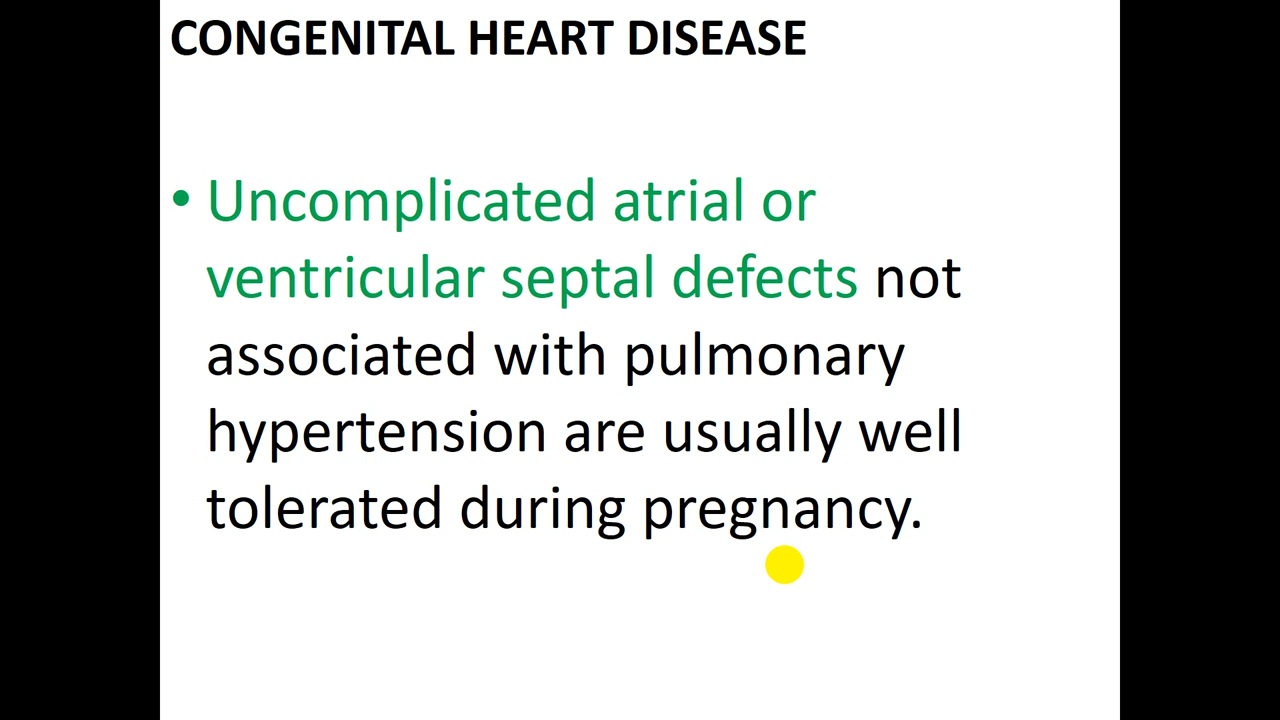 CONGENITAL HEART DISEASE
• Uncomplicated atrial or
ventricular septal defects not
associated with pulmonary
hypertension are usually well
tolerated during pregnancy.